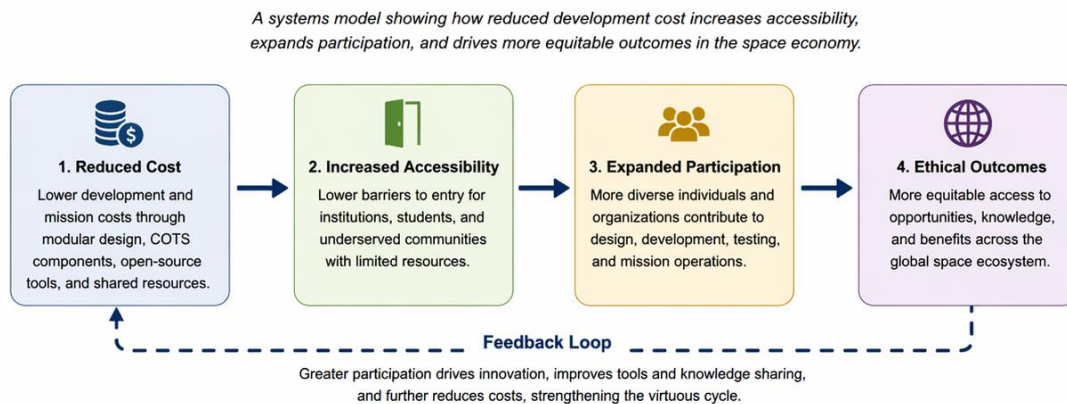 A systems model showing how reduced development cost increases accessibility,
expands participation, and drives more equitable outcomes in the space economy.
$
1. Reduced Cost
Lower development and
mission costs through
modular design, COTS
components, open-source
tools, and shared resources.
2. Increased Accessibility
Lower barriers to entry for
institutions, students, and
underserved communities
with limited resources.
3. Expanded Participation
More diverse individuals and
organizations contribute to
design, development, testing,
and mission operations.
4. Ethical Outcomes
More equitable access to
opportunities, knowledge,
and benefits across the
global space ecosystem.
Feedback Loop
Greater participation drives innovation, improves tools and knowledge sharing,
and further reduces costs, strengthening the virtuous cycle.